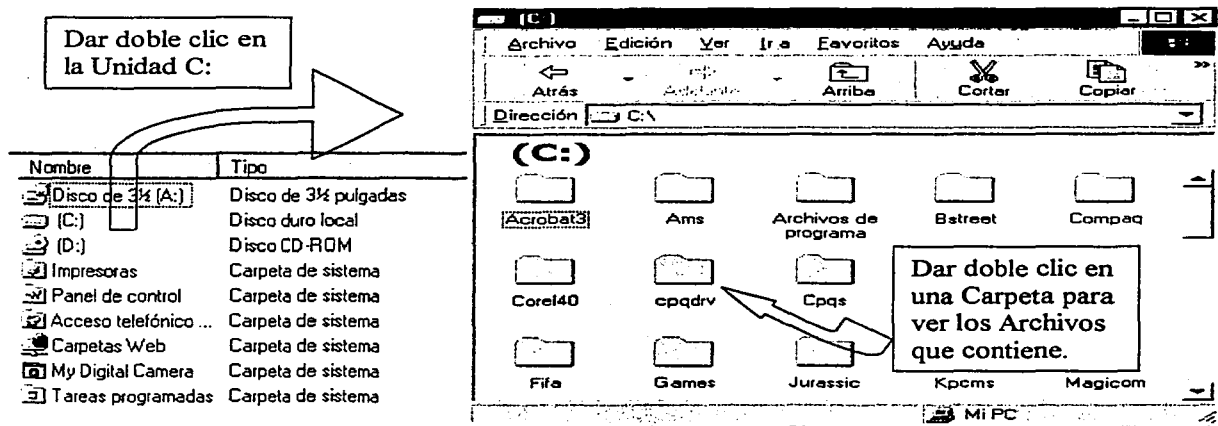 Dar doble clic en
la Unidad C:
Nombre Tipo
Disco de 3½ (A:) Disco de 3½ pulgadas
(C:) Disco duro local
(D:) Disco CD-ROM
Impresoras Carpeta de sistema
Panel de control Carpeta de sistema
Acceso telefónico ... Carpeta de sistema
Carpetas Web Carpeta de sistema
My Digital Camera Carpeta de sistema
Tareas programadas Carpeta de sistema
(C:)
Archivo Edición Ver Ir a Favoritos Ayuda
Atrás Adelante Arriba Cortar Copiar »
Dirección C:\
(C:)
Acrobat3 Ams Archivos de programa Bstreet Compaq
Corel40 cpqdrv Cpqs
Dar doble clic en
una Carpeta para
ver los Archivos
que contiene.
Fifa Games Jurassic Kpcms Magicom
Mi PC